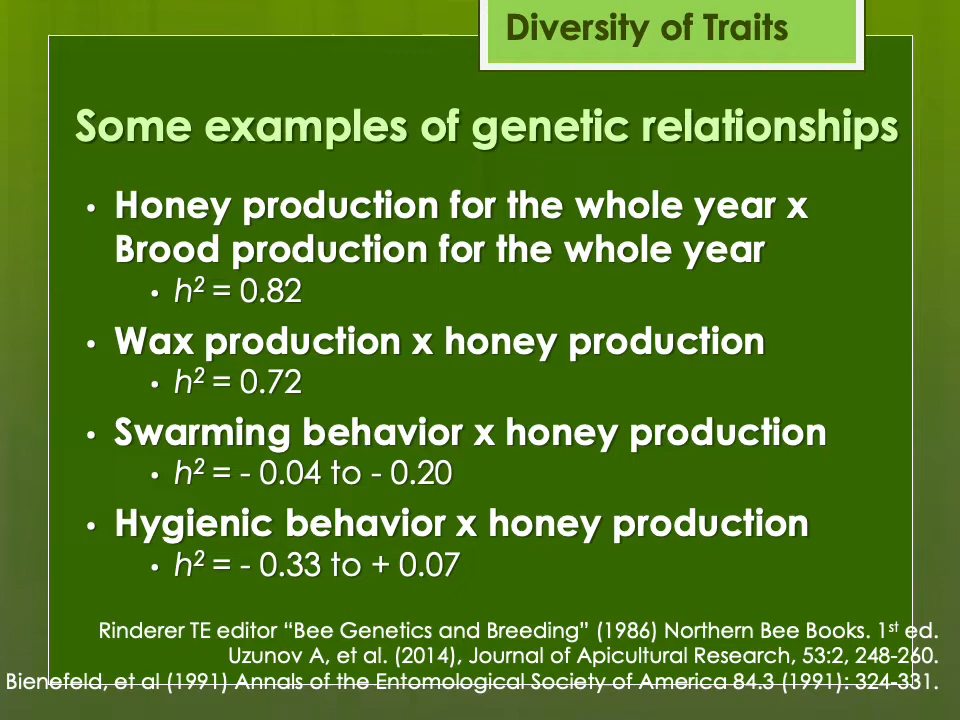 Diversity of Traits
Some examples of genetic relationships
• Honey production for the whole year x
Brood production for the whole year
• h² = 0.82
• Wax production x honey production
• h² = 0.72
• Swarming behavior x honey production
• h² = - 0.04 to - 0.20
• Hygienic behavior x honey production
• h² = - 0.33 to + 0.07
Rinderer TE editor “Bee Genetics and Breeding” (1986) Northern Bee Books. 1st ed.
Uzunov A, et al. (2014), Journal of Apicultural Research, 53:2, 248-260.
Bienefeld, et al (1991) Annals of the Entomological Society of America 84.3 (1991): 324-331.